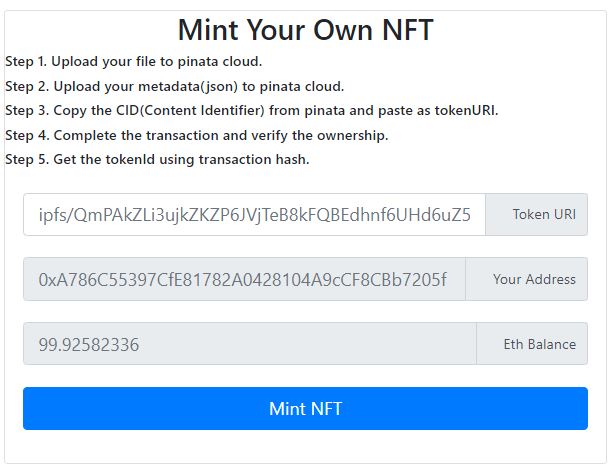 Mint Your Own NFT
Step 1. Upload your file to pinata cloud.
Step 2. Upload your metadata(json) to pinata cloud.
Step 3. Copy the CID(Content Identifier) from pinata and paste as tokenURI.
Step 4. Complete the transaction and verify the ownership.
Step 5. Get the tokenId using transaction hash.
ipfs/QmPAkZLi3ujkZKZP6JVjTeB8kFQBEdhnf6UHd6uZ5 Token URI
0xA786C55397CfE81782A0428104A9cCF8CBb7205f Your Address
99.92582336 Eth Balance
Mint NFT